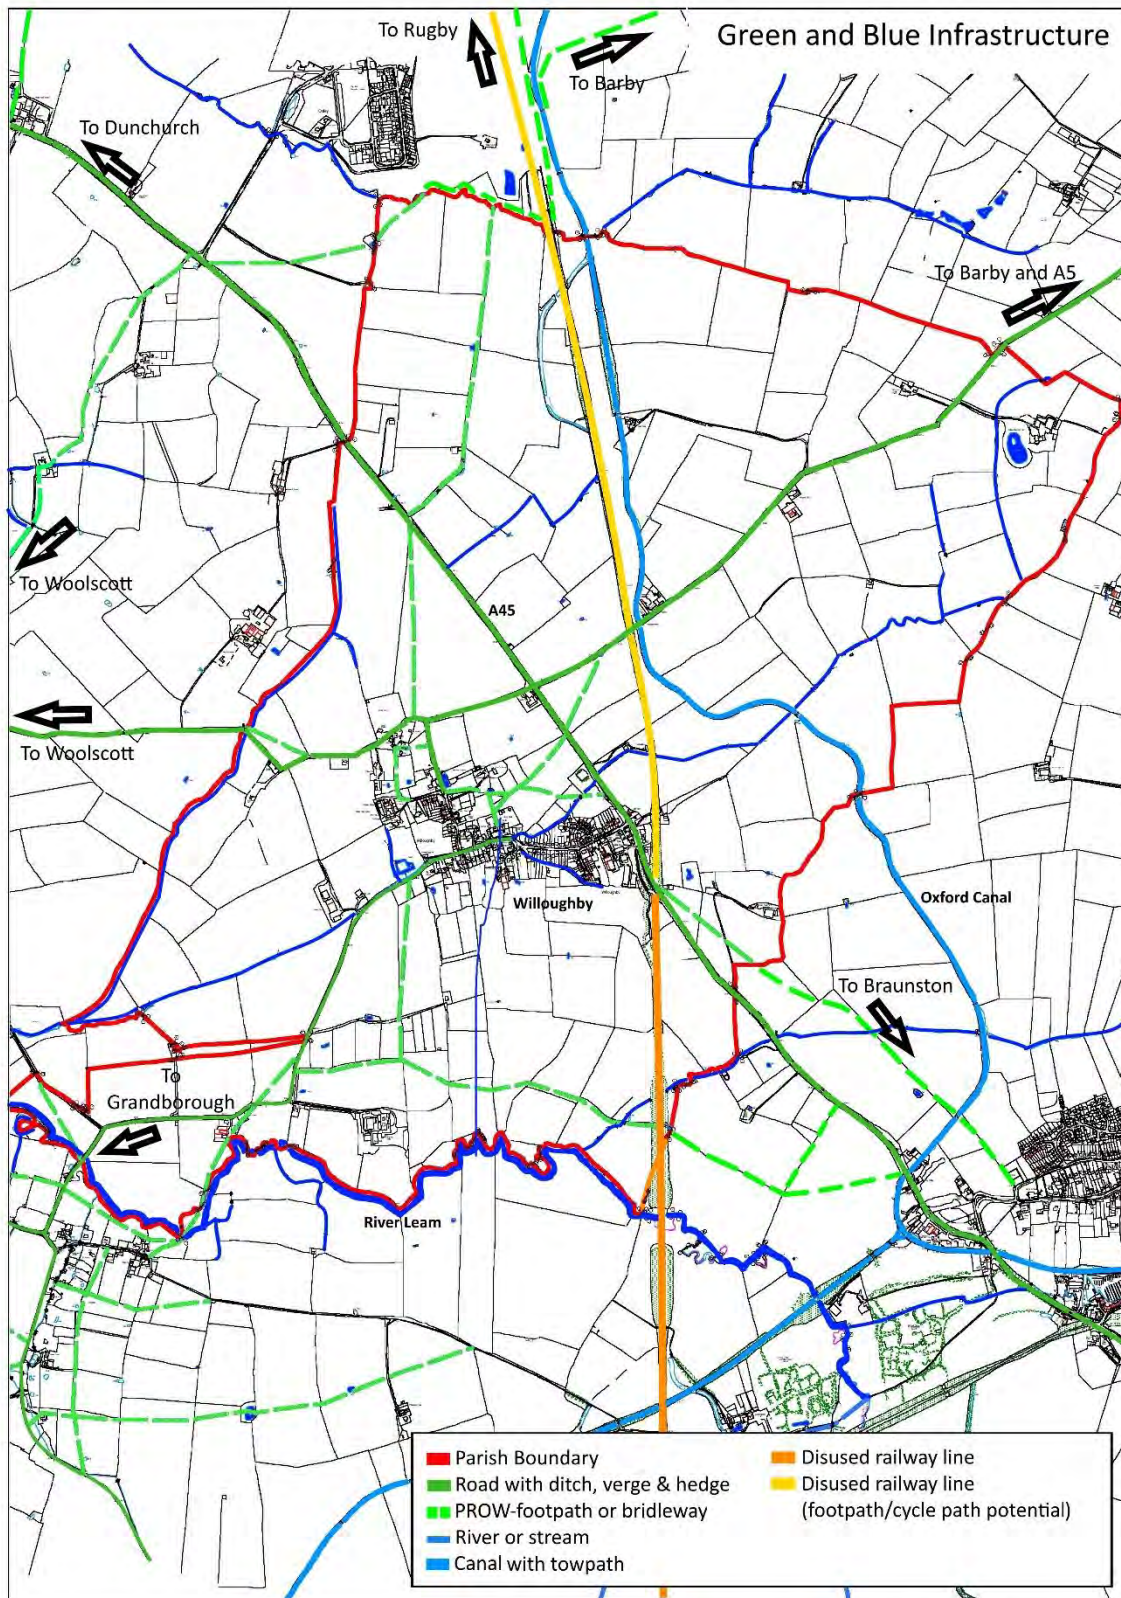 Green and Blue Infrastructure
To Rugby
To Barby
To Dunchurch
To Barby and A5
To Woolscott
A45
To Woolscott
Willoughby
Oxford Canal
To Braunston
To
Grandborough
River Leam
Parish Boundary
Road with ditch, verge & hedge
PROW-footpath or bridleway
River or stream
Canal with towpath
Disused railway line
Disused railway line
(footpath/cycle path potential)